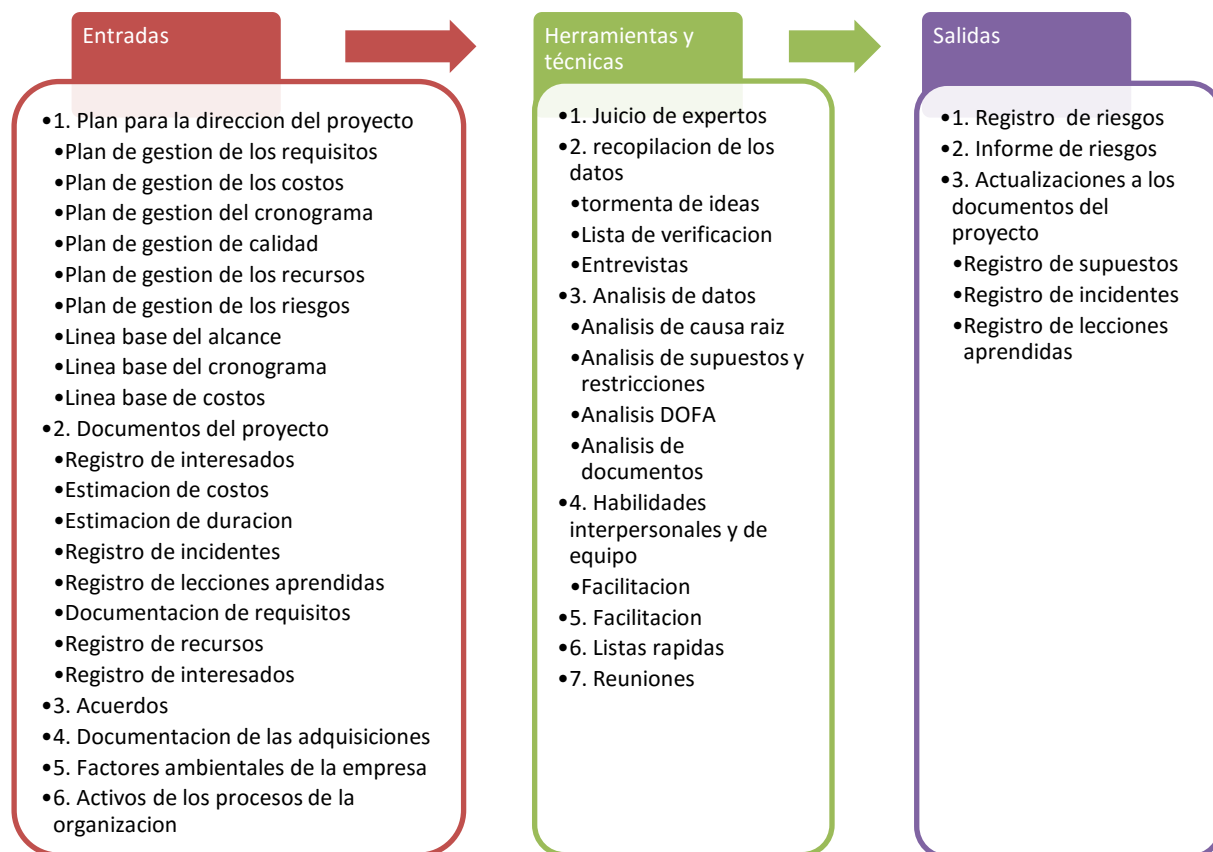 Entradas
•1. Plan para la direccion del proyecto
•Plan de gestion de los requisitos
•Plan de gestion de los costos
•Plan de gestion del cronograma
•Plan de gestion de calidad
•Plan de gestion de los recursos
•Plan de gestion de los riesgos
•Linea base del alcance
•Linea base del cronograma
•Linea base de costos
•2. Documentos del proyecto
•Registro de interesados
•Estimacion de costos
•Estimacion de duracion
•Registro de incidentes
•Registro de lecciones aprendidas
•Documentacion de requisitos
•Registro de recursos
•Registro de interesados
•3. Acuerdos
•4. Documentacion de las adquisiciones
•5. Factores ambientales de la empresa
•6. Activos de los procesos de la
organizacion
Herramientas y
técnicas
•1. Juicio de expertos
•2. recopilacion de los
datos
•tormenta de ideas
•Lista de verificacion
•Entrevistas
•3. Analisis de datos
•Analisis de causa raiz
•Analisis de supuestos y
restricciones
•Analisis DOFA
•Analisis de
documentos
•4. Habilidades
interpersonales y de
equipo
•Facilitacion
•5. Facilitacion
•6. Listas rapidas
•7. Reuniones
Salidas
•1. Registro de riesgos
•2. Informe de riesgos
•3. Actualizaciones a los
documentos del
proyecto
•Registro de supuestos
•Registro de incidentes
•Registro de lecciones
aprendidas